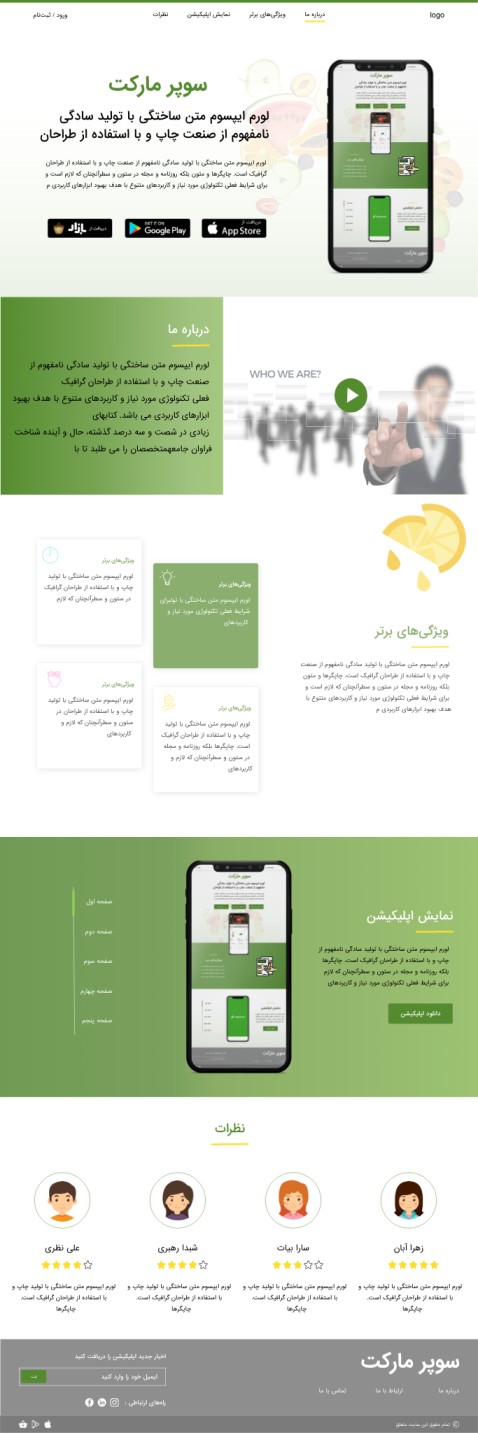 logo
درباره ما
ویژگی‌های برتر
نمایش اپلیکیشن
نظرات
ورود / ثبت‌نام
سوپر مارکت
لورم ایپسوم متن ساختگی با تولید سادگی
نامفهوم از صنعت چاپ و با استفاده از طراحان
لورم ایپسوم متن ساختگی با تولید سادگی نامفهوم از صنعت چاپ و با استفاده از طراحان
گرافیک است. چاپگرها و متون بلکه روزنامه و مجله در ستون و سطرآنچنان که لازم است و
برای شرایط فعلی تکنولوژی مورد نیاز و کاربردهای متنوع با هدف بهبود ابزارهای کاربردی م
دریافت از
App Store
GET IT ON
Google Play
دریافت از بازار
درباره ما
لورم ایپسوم متن ساختگی با تولید سادگی نامفهوم از
صنعت چاپ و با استفاده از طراحان گرافیک
فعلی تکنولوژی مورد نیاز و کاربردهای متنوع با هدف بهبود
ابزارهای کاربردی می باشد. کتابهای
زیادی در شصت و سه درصد گذشته، حال و آینده شناخت
فراوان جامعهمتخصصان را می طلبد تا با
WHO WE ARE?
ویژگی‌های برتر
لورم ایپسوم متن ساختگی با تولید سادگی نامفهوم از صنعت
چاپ و با استفاده از طراحان گرافیک است. چاپگرها و متون
بلکه روزنامه و مجله در ستون و سطرآنچنان که لازم است و
برای شرایط فعلی تکنولوژی مورد نیاز و کاربردهای متنوع با
هدف بهبود ابزارهای کاربردی م
ویژگی‌های برتر
لورم ایپسوم متن ساختگی با تولیدبرای
شرایط فعلی تکنولوژی مورد نیاز و
کاربردهای
ویژگی‌های برتر
لورم ایپسوم متن ساختگی با تولید
چاپ و با استفاده از طراحان گرافیک
در ستون و سطرآنچنان که لازم
ویژگی‌های برتر
لورم ایپسوم متن ساختگی با تولید
چاپ و با استفاده از طراحان گرافیک
است. چاپگرها بلکه روزنامه و مجله
در ستون و سطرآنچنان که لازم و
کاربردهای
ویژگی‌های برتر
لورم ایپسوم متن ساختگی با تولید
چاپ و با استفاده از طراحان در
ستون و سطرآنچنان که لازم و
کاربردهای
نمایش اپلیکیشن
لورم ایپسوم متن ساختگی با تولید سادگی نامفهوم از صنعت
چاپ و با استفاده از طراحان گرافیک است. چاپگرها
بلکه روزنامه و مجله در ستون و سطرآنچنان که لازم
برای شرایط فعلی تکنولوژی مورد نیاز و کاربردهای
دانلود اپلیکیشن
صفحه اول
صفحه دوم
صفحه سوم
صفحه چهارم
صفحه پنجم
نظرات
زهرا آبان
لورم ایپسوم متن ساختگی با تولید چاپ و
با استفاده از طراحان گرافیک است.
چاپگرها
سارا بیات
لورم ایپسوم متن ساختگی با تولید چاپ و
با استفاده از طراحان گرافیک است.
چاپگرها
شیدا رهبری
لورم ایپسوم متن ساختگی با تولید چاپ و
با استفاده از طراحان گرافیک است.
چاپگرها
علی نظری
لورم ایپسوم متن ساختگی با تولید چاپ و
با استفاده از طراحان گرافیک است.
چاپگرها
سوپر مارکت
درباره ما
ارتباط با ما
تماس با ما
اخبار جدید اپلیکیشن را دریافت کنید
ایمیل خود را وارد کنید
ثبت
راه‌های ارتباطی :
© تمام حقوق این سایت متعلق